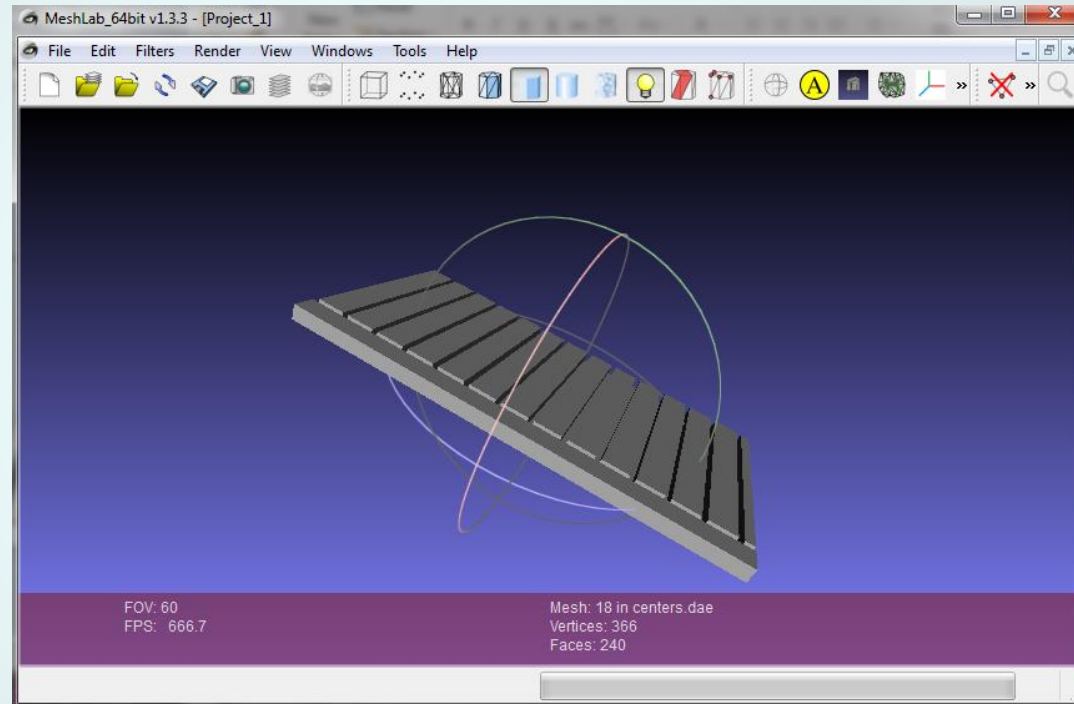 MeshLab_64bit v1.3.3 - [Project_1]
File Edit Filters Render View Windows Tools Help
A » »
FOV: 60
FPS: 666.7
Mesh: 18 in centers.dae
Vertices: 366
Faces: 240